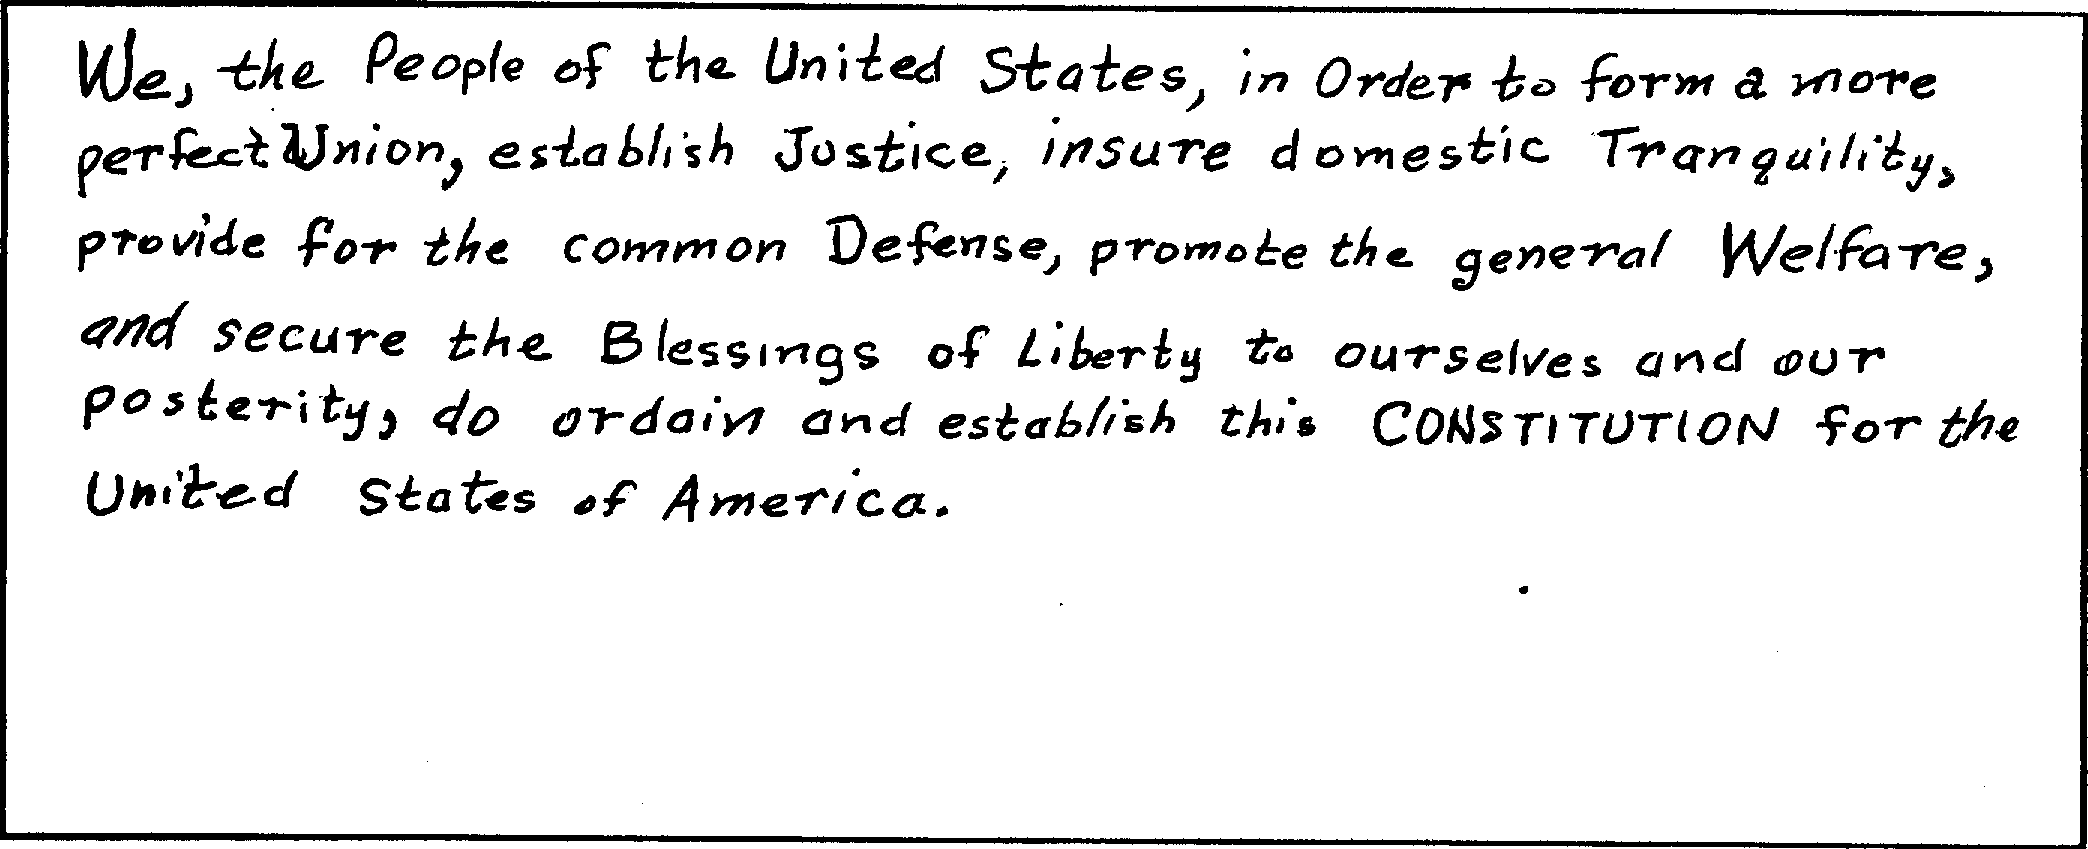 We, the People of the United States, in Order to form a more
perfect Union, establish Justice, insure domestic Tranquility,
provide for the common Defense, promote the general Welfare,
and secure the Blessings of Liberty to ourselves and our
posterity, do ordain and establish this CONSTITUTION for the
United States of America.